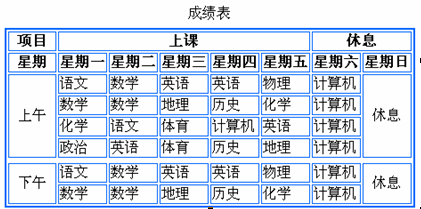 成绩表
项目 上课 休息
星期 星期一 星期二 星期三 星期四 星期五 星期六 星期日
上午 语文 数学 英语 英语 物理 计算机 休息
数学 数学 地理 历史 化学 计算机
化学 语文 体育 计算机 英语 计算机
政治 英语 体育 历史 地理 计算机
下午 语文 数学 英语 英语 物理 计算机 休息
数学 数学 地理 历史 化学 计算机